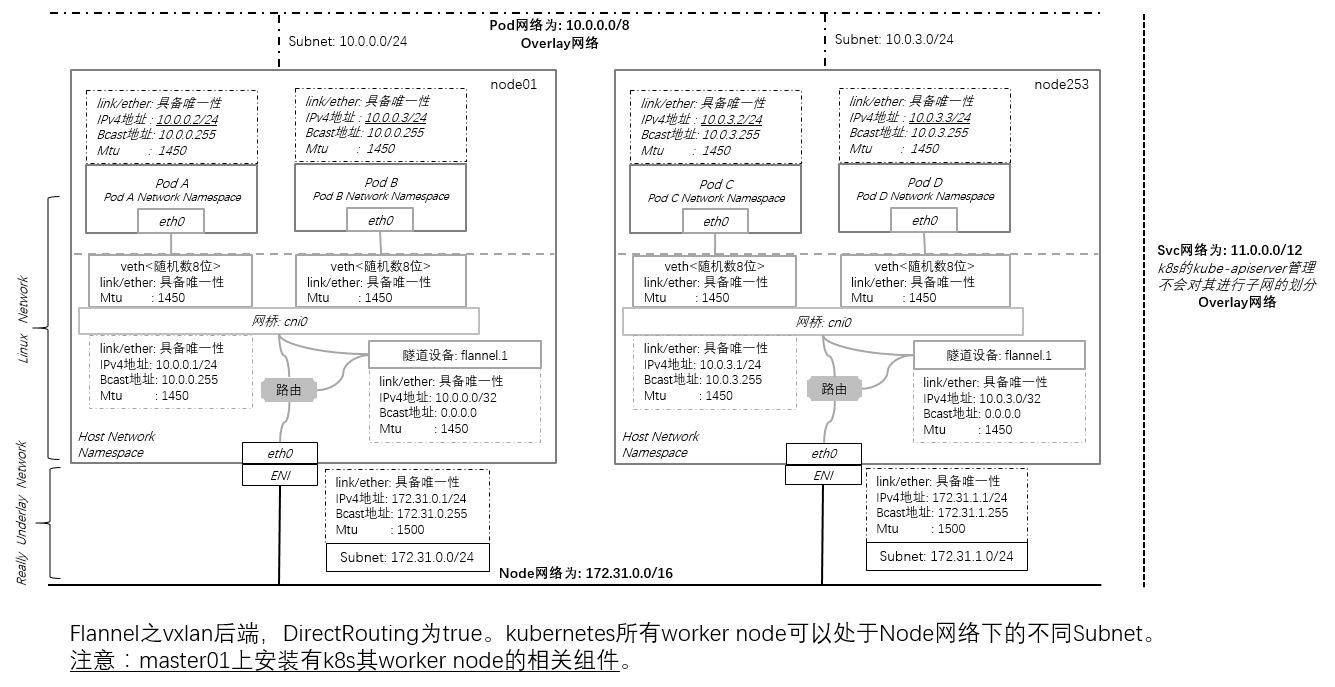 Pod网络为: 10.0.0.0/8
Overlay网络
Subnet: 10.0.0.0/24
Subnet: 10.0.3.0/24
node01
link/ether: 具备唯一性
IPv4地址 : 10.0.0.2/24
Bcast地址: 10.0.0.255
Mtu : 1450
link/ether: 具备唯一性
IPv4地址 : 10.0.0.3/24
Bcast地址: 10.0.0.255
Mtu : 1450
Pod A
Pod A Network Namespace
eth0
Pod B
Pod B Network Namespace
eth0
veth<随机数8位>
link/ether: 具备唯一性
Mtu : 1450
veth<随机数8位>
link/ether: 具备唯一性
Mtu : 1450
网桥: cni0
link/ether: 具备唯一性
IPv4地址: 10.0.0.1/24
Bcast地址: 10.0.0.255
Mtu : 1450
隧道设备: flannel.1
link/ether: 具备唯一性
IPv4地址: 10.0.0.0/32
Bcast地址: 0.0.0.0
Mtu : 1450
路由
Host Network
Namespace
eth0
ENI
link/ether: 具备唯一性
IPv4地址: 172.31.0.1/24
Bcast地址: 172.31.0.255
Mtu : 1500
Subnet: 172.31.0.0/24
node253
link/ether: 具备唯一性
IPv4地址 : 10.0.3.2/24
Bcast地址: 10.0.3.255
Mtu : 1450
link/ether: 具备唯一性
IPv4地址 : 10.0.3.3/24
Bcast地址: 10.0.3.255
Mtu : 1450
Pod C
Pod C Network Namespace
eth0
Pod D
Pod D Network Namespace
eth0
veth<随机数8位>
link/ether: 具备唯一性
Mtu : 1450
veth<随机数8位>
link/ether: 具备唯一性
Mtu : 1450
网桥: cni0
link/ether: 具备唯一性
IPv4地址: 10.0.3.1/24
Bcast地址: 10.0.3.255
Mtu : 1450
隧道设备: flannel.1
link/ether: 具备唯一性
IPv4地址: 10.0.3.0/32
Bcast地址: 0.0.0.0
Mtu : 1450
路由
Host Network
Namespace
eth0
ENI
link/ether: 具备唯一性
IPv4地址: 172.31.1.1/24
Bcast地址: 172.31.1.255
Mtu : 1500
Subnet: 172.31.1.0/24
Linux Network
Really Underlay Network
Node网络为: 172.31.0.0/16
Svc网络为: 11.0.0.0/12
k8s的kube-apiserver管理
不会对其进行子网的划分
Overlay网络
Flannel之vxlan后端，DirectRouting为true。kubernetes所有worker node可以处于Node网络下的不同Subnet。
注意：master01上安装有k8s其worker node的相关组件。